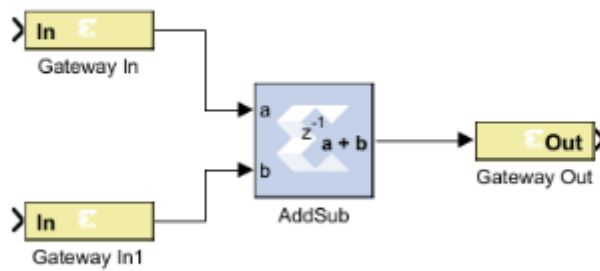 In
Gateway In
a
z-1
a + b
b
AddSub
Out
Gateway Out
In
Gateway In1